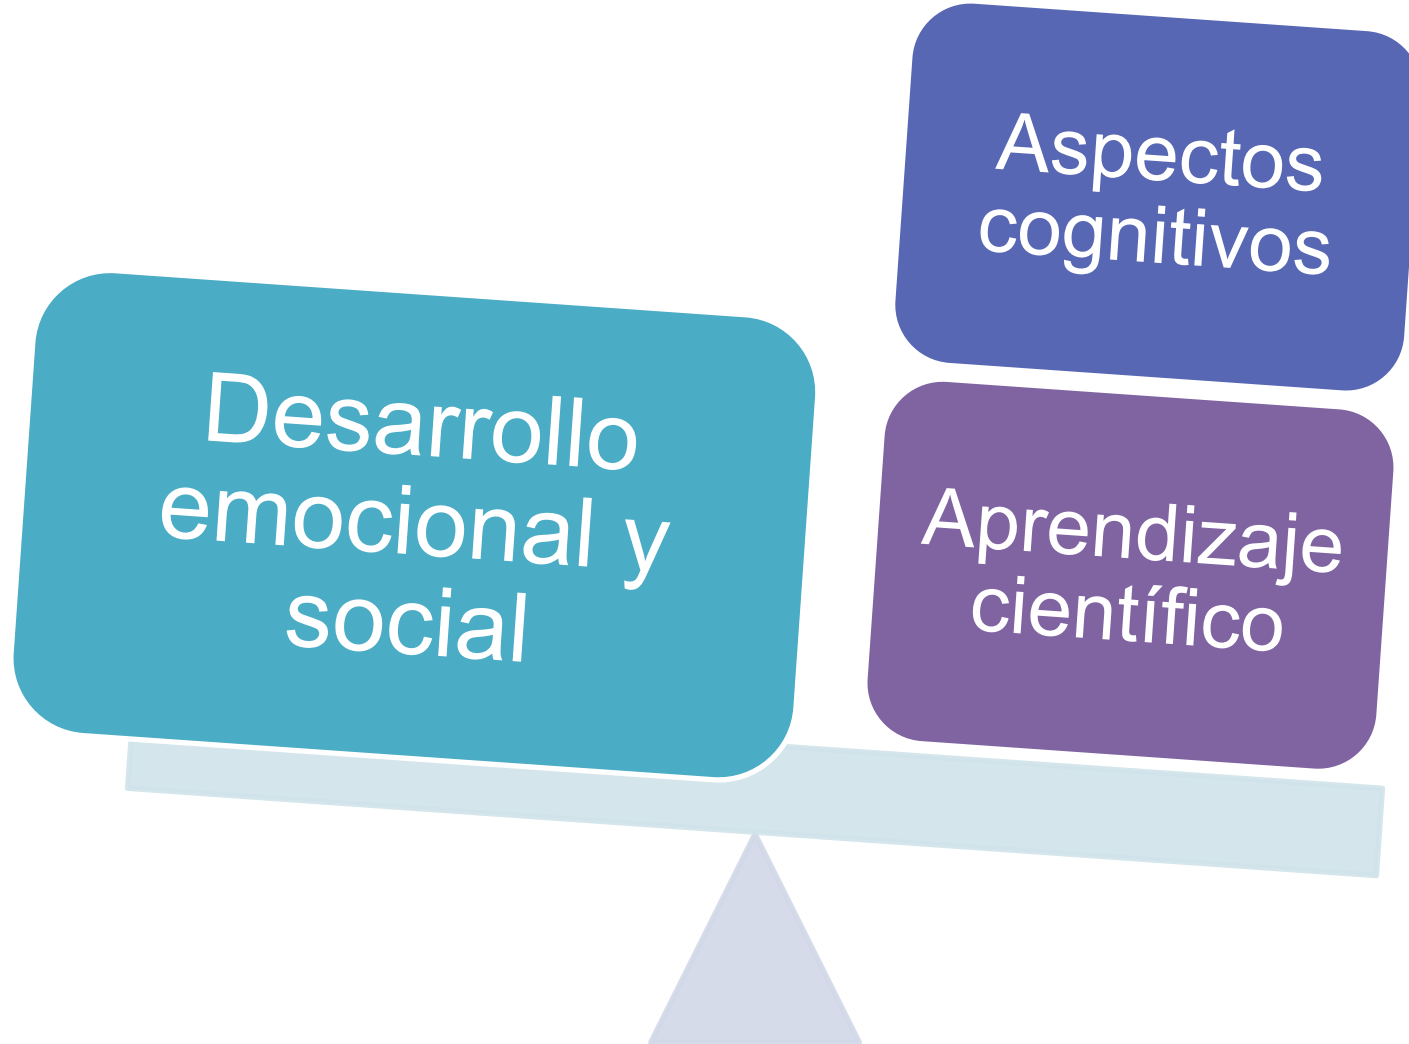 Desarrollo
emocional y
social
Aspectos
cognitivos
Aprendizaje
científico